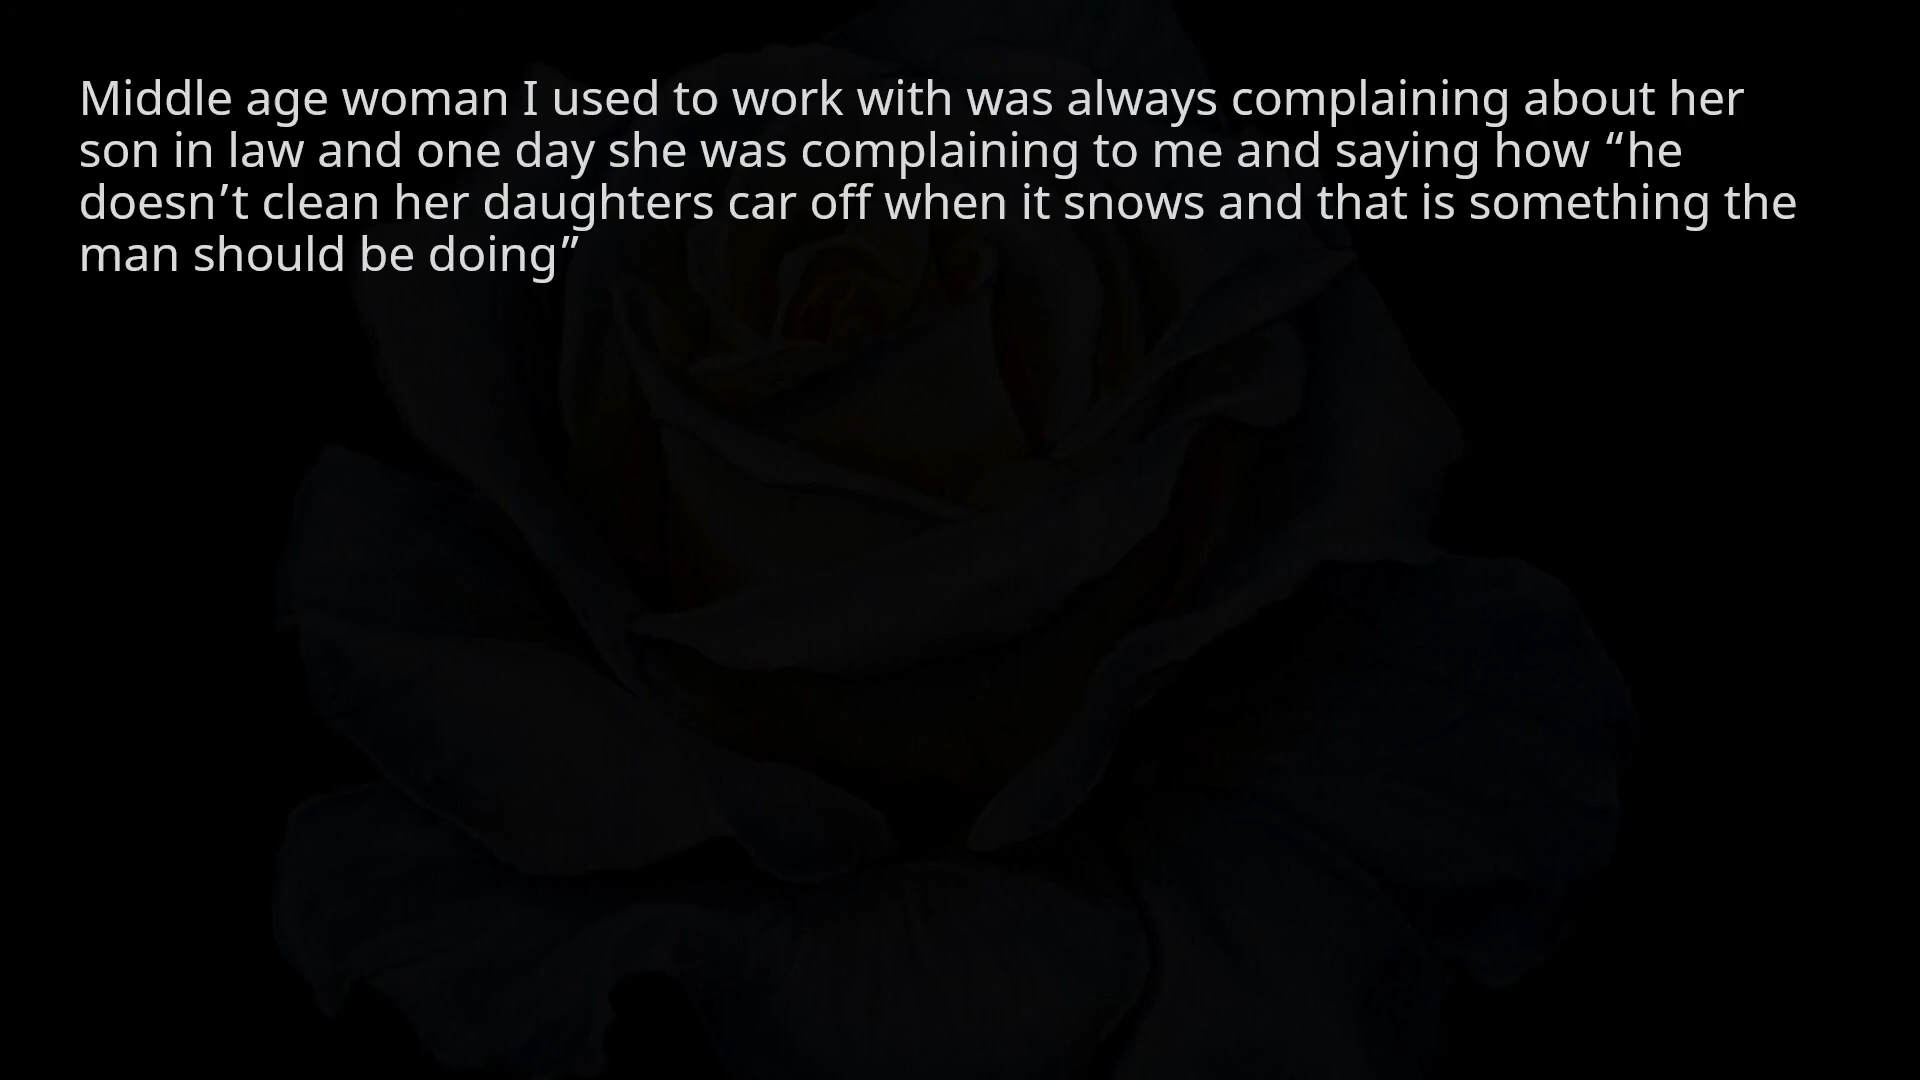 Middle age woman I used to work with was always complaining about her
son in law and one day she was complaining to me and saying how “he
doesn’t clean her daughters car off when it snows and that is something the
man should be doing”